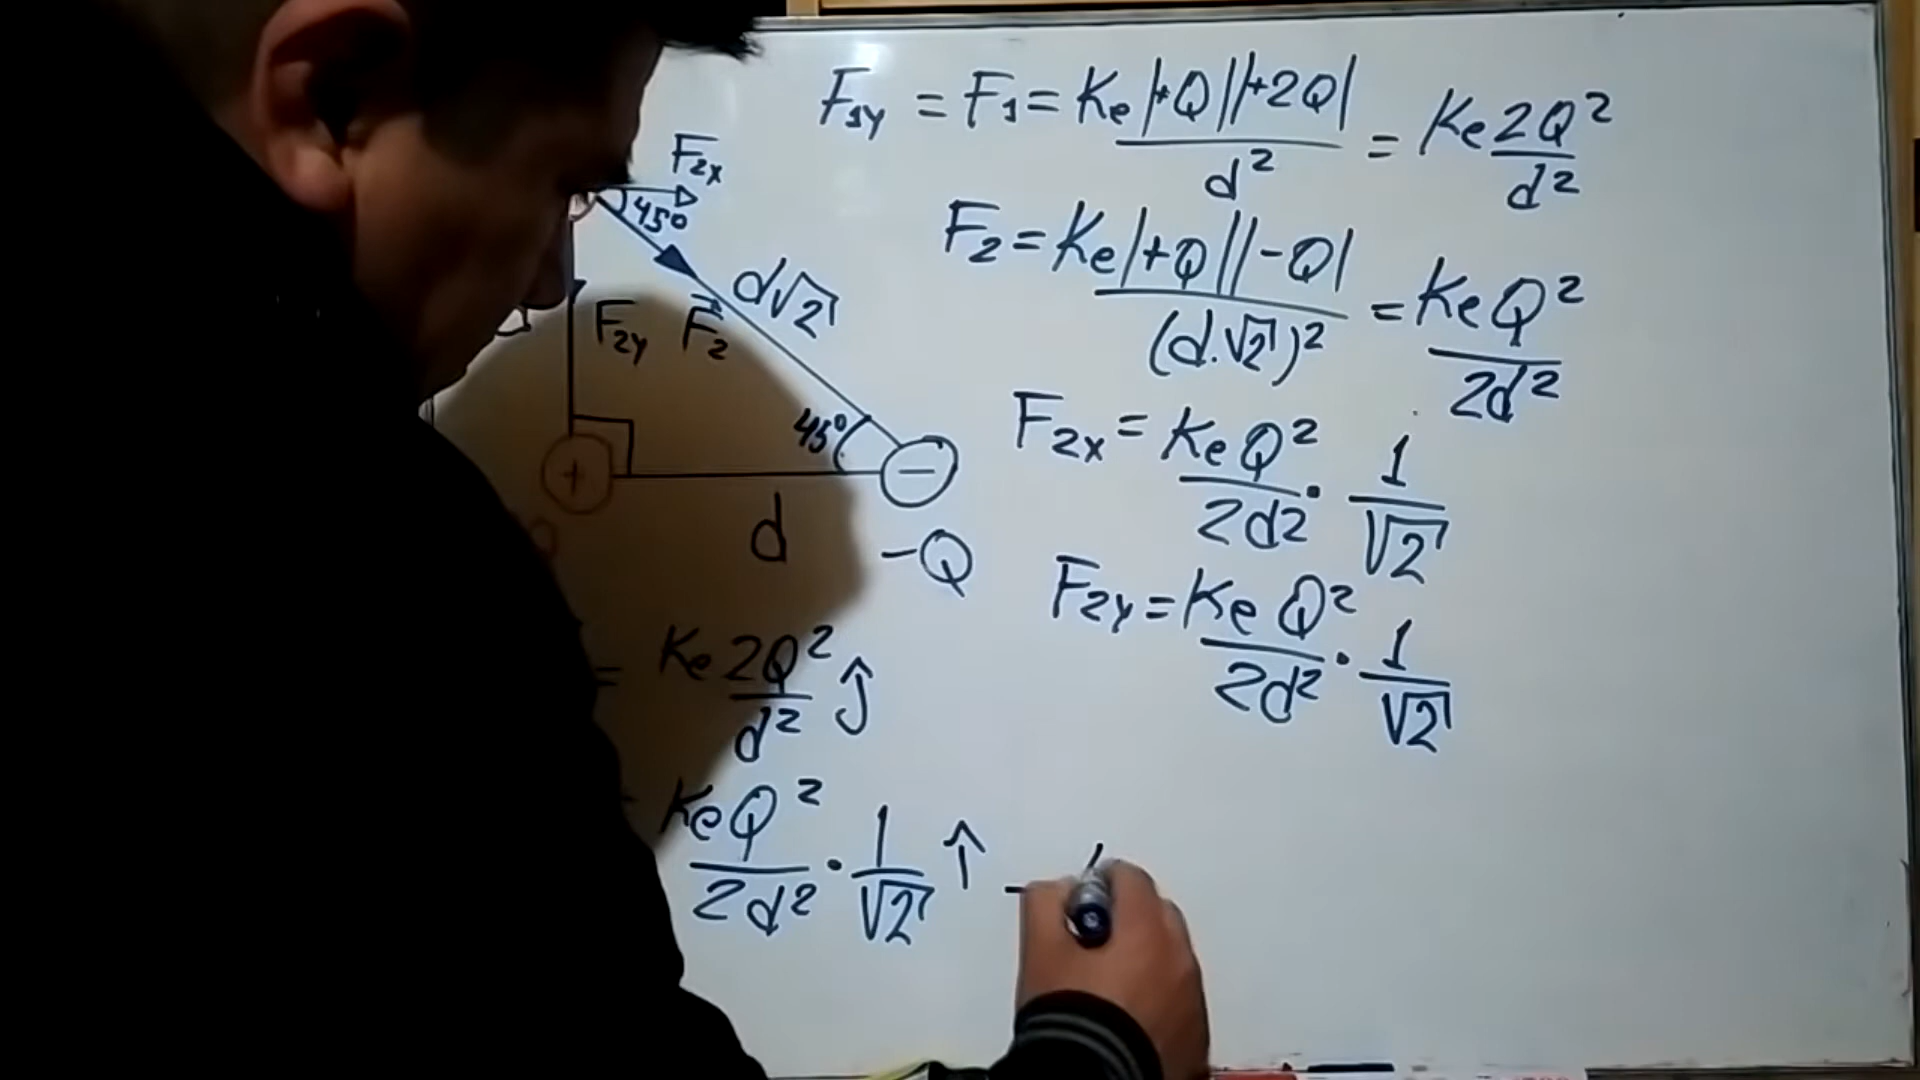 F₁y = F₁ = Ke|+Q||+2Q| / d² = Ke 2Q² / d²
F₂x
45°
F₂ = Ke|+Q||-Q| / (d.√2)² = KeQ² / 2d²
d√2
F₂y F⃗₂
45°
F₂x = KeQ² / 2d² · 1 / √2
+
−
d
-Q
F₂y = KeQ² / 2d² · 1 / √2
= Ke 2Q² / d² ĵ
KeQ² / 2d² · 1 / √2 î -